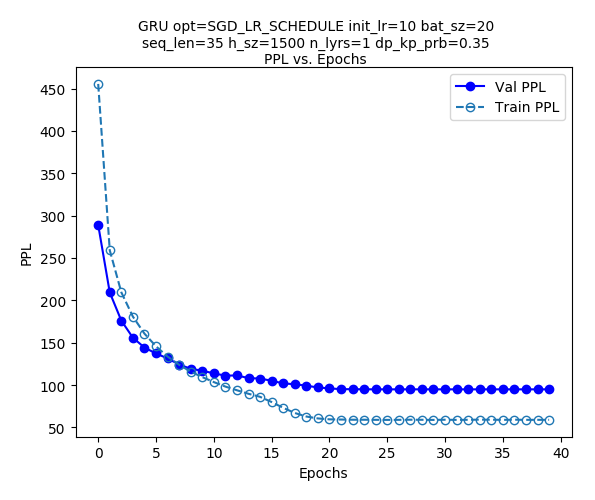 GRU opt=SGD_LR_SCHEDULE init_lr=10 bat_sz=20
seq_len=35 h_sz=1500 n_lyrs=1 dp_kp_prb=0.35
PPL vs. Epochs
Val PPL
Train PPL
450
400
350
300
250
200
150
100
50
PPL
0 5 10 15 20 25 30 35 40
Epochs